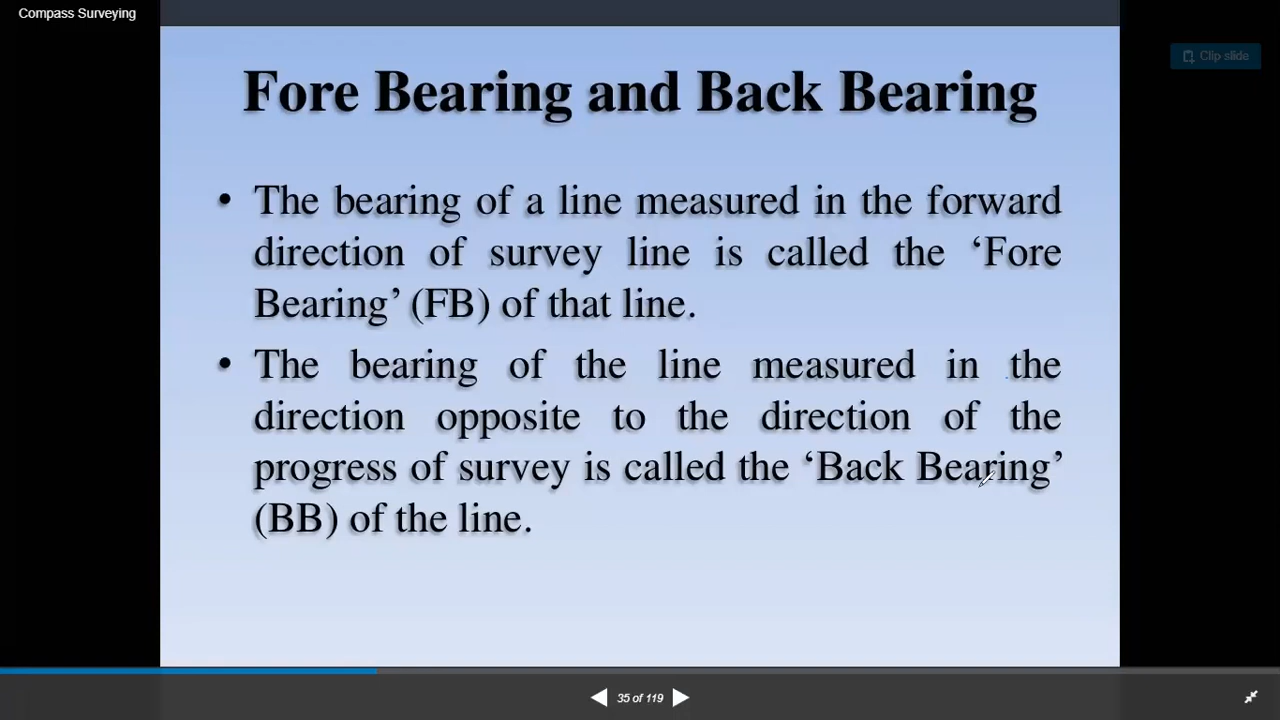 Compass Surveying
Clip slide
Fore Bearing and Back Bearing
• The bearing of a line measured in the forward
direction of survey line is called the ‘Fore
Bearing’ (FB) of that line.
• The bearing of the line measured in the
direction opposite to the direction of the
progress of survey is called the ‘Back Bearing’
(BB) of the line.
35 of 119